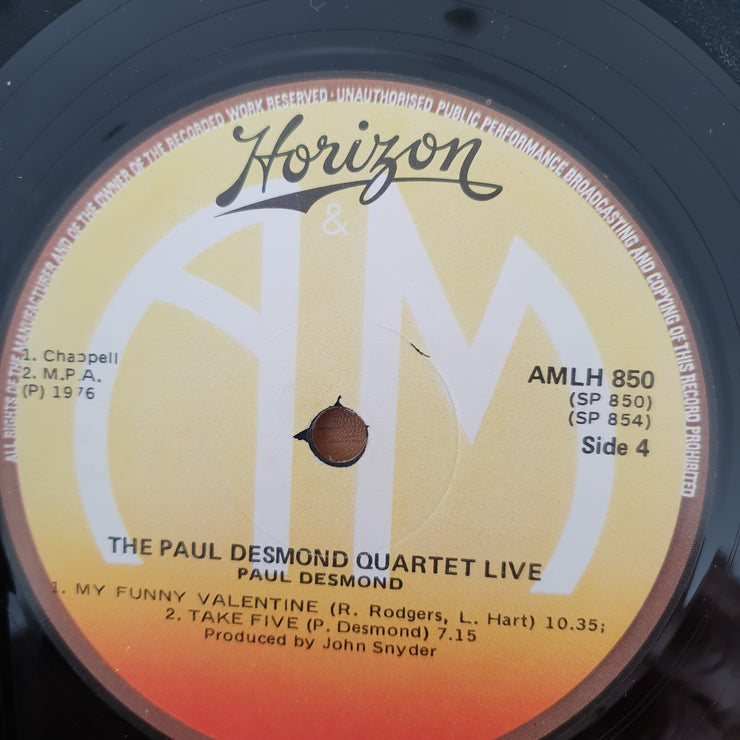 ALL RIGHTS OF THE MANUFACTURER AND OF THE OWNER OF THE RECORDED WORK RESERVED · UNAUTHORISED PUBLIC PERFORMANCE BROADCASTING AND COPYING OF THIS RECORD PROHIBITED
Horizon
A & M
1. Chappell
2. M.P.A.
(P) 1976
AMLH 850
(SP 850)
(SP 854)
Side 4
THE PAUL DESMOND QUARTET LIVE
PAUL DESMOND
1. MY FUNNY VALENTINE (R. Rodgers, L. Hart) 10.35;
2. TAKE FIVE (P. Desmond) 7.15
Produced by John Snyder